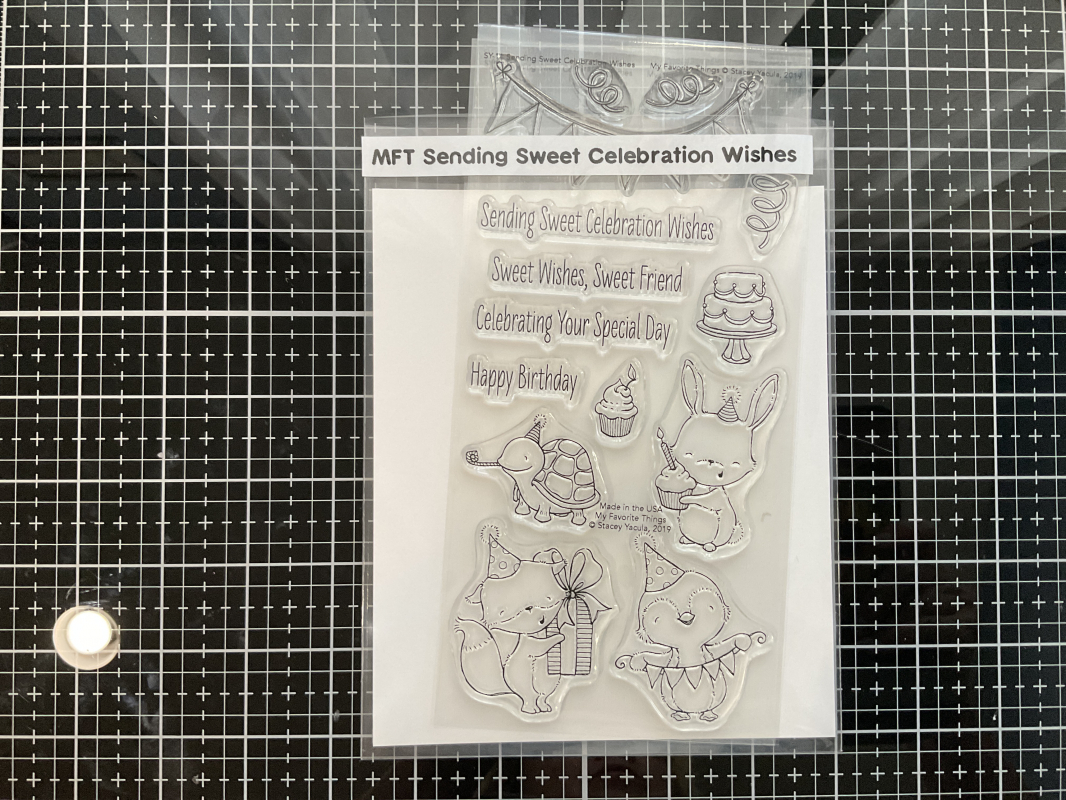 SY-18 Sending Sweet Celebration Wishes
My Favorite Things © Stacey Yacula, 2019
MFT Sending Sweet Celebration Wishes
Sending Sweet Celebration Wishes
Sweet Wishes, Sweet Friend
Celebrating Your Special Day
Happy Birthday
Made in the USA
My Favorite Things
© Stacey Yacula, 2019